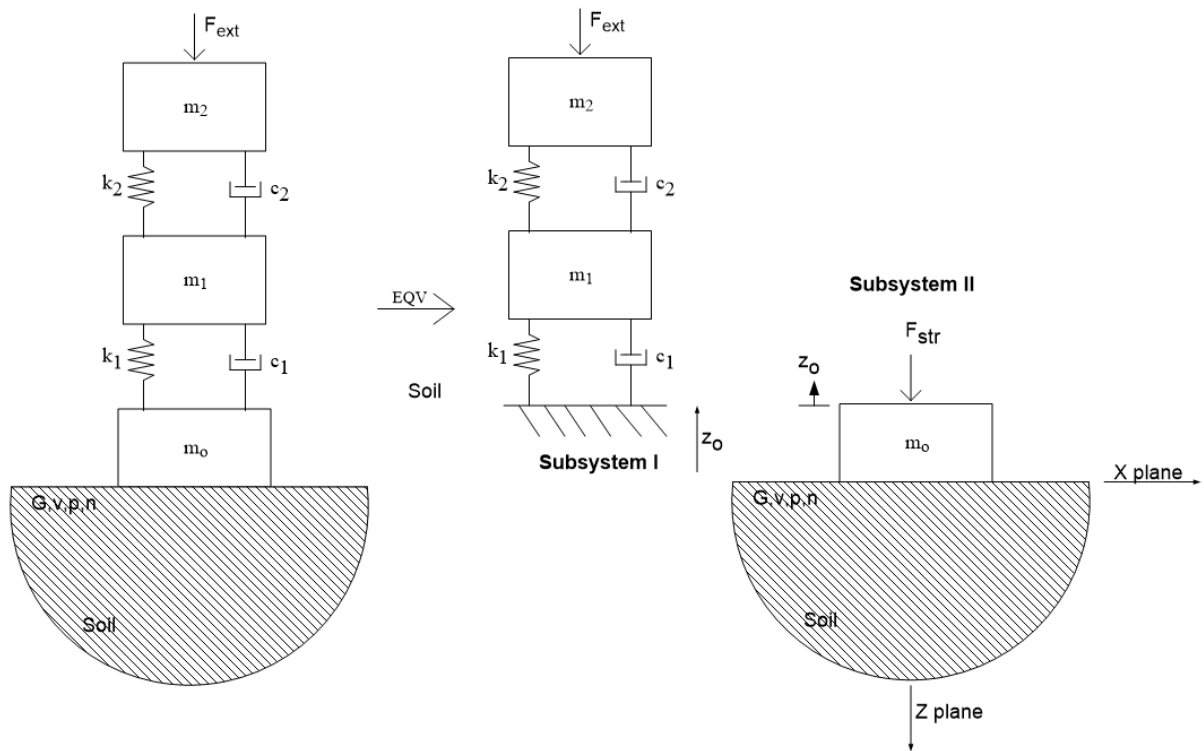 F_ext
m_2
k_2
c_2
m_1
k_1
c_1
m_o
G,v,p,n
Soil
EQV
Soil
F_ext
m_2
k_2
c_2
m_1
k_1
c_1
Subsystem I
z_o
Subsystem II
F_str
z_o
m_o
X plane
G,v,p,n
Soil
Z plane